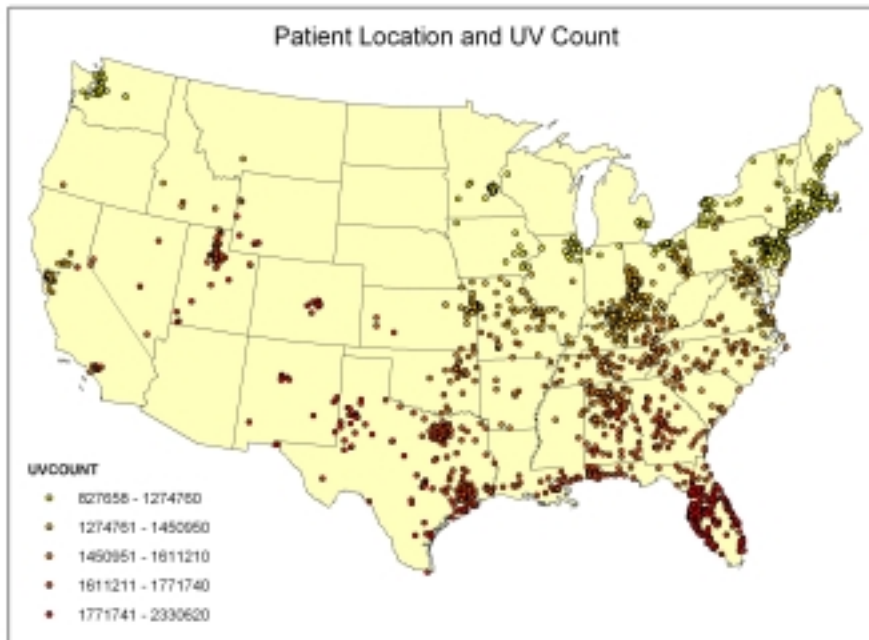 Patient Location and UV Count
UVCOUNT
827658 - 1274760
1274761 - 1450950
1450951 - 1611210
1611211 - 1771740
1771741 - 2330620